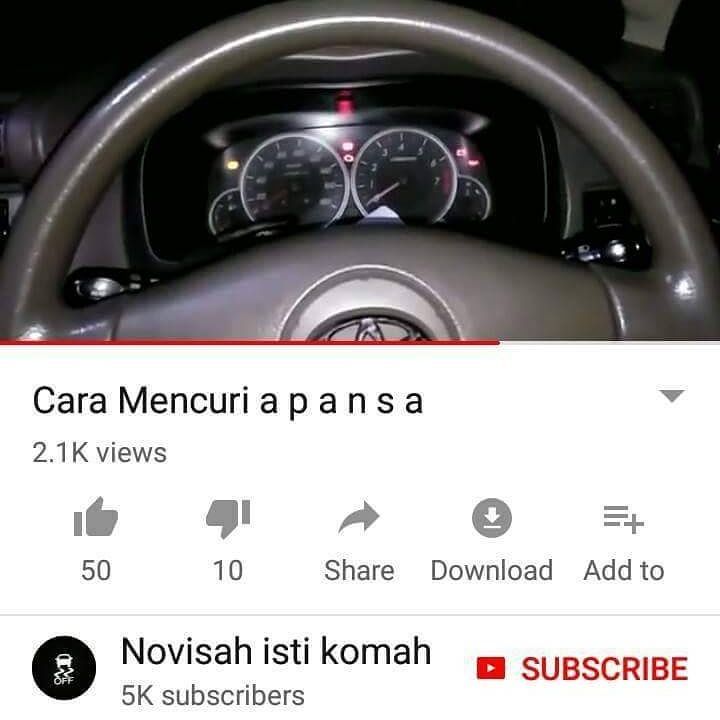 Cara Mencuri a p a n s a
2.1K views
50
10
Share
Download
Add to
OFF
Novisah isti komah
5K subscribers
SUBSCRIBE